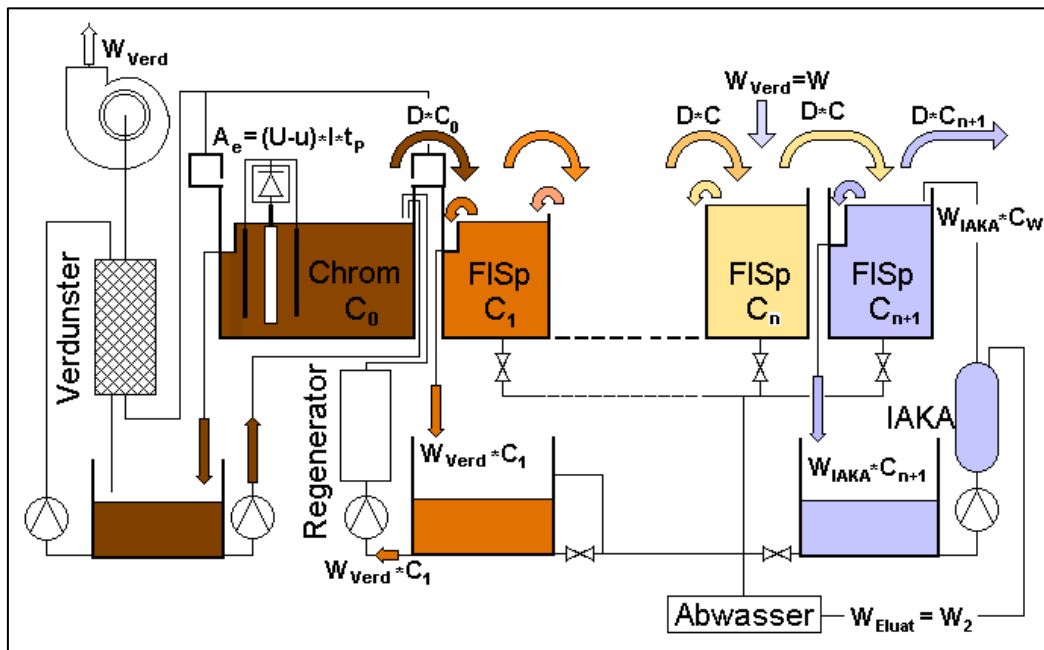 W_Verd
A_e = (U-u)*I*t_p
D*C_0
W_Verd=W
D*C
D*C
D*C_n+1
Verdunster
Chrom
C_0
FlSp
C_1
FlSp
C_n
FlSp
C_n+1
W_IAKA*C_W
Regenerator
IAKA
W_Verd*C_1
W_IAKA*C_n+1
W_Verd*C_1
Abwasser
W_Eluat = W_2